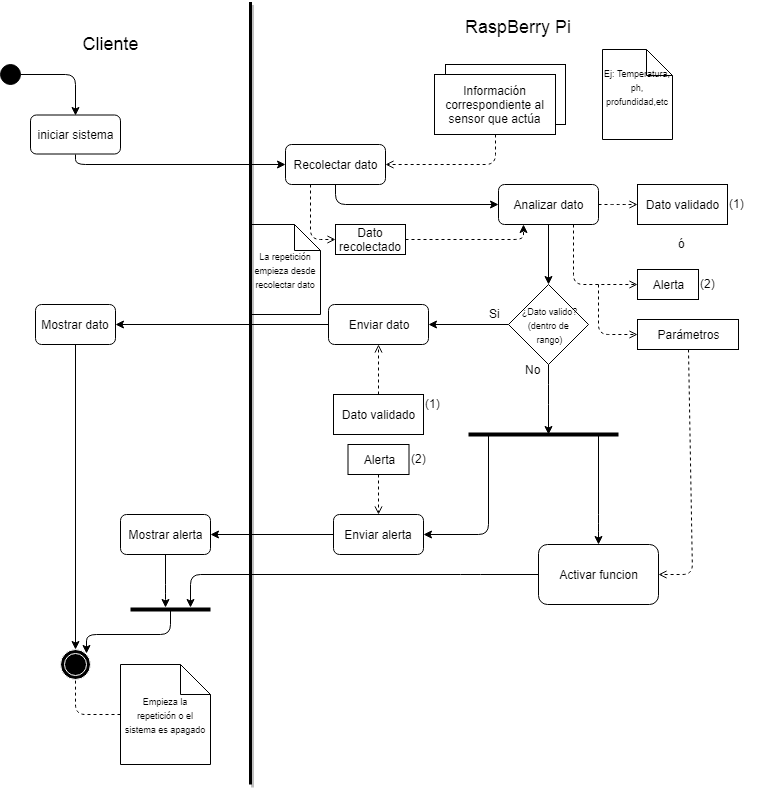 Cliente
RaspBerry Pi
Información
correspondiente al
sensor que actúa
Ej: Temperatura,
ph,
profundidad,etc
iniciar sistema
Recolectar dato
Analizar dato
Dato validado
(1)
Dato
recolectado
ó
La repetición
empieza desde
recolectar dato
Alerta
(2)
Mostrar dato
Enviar dato
Si
¿Dato valido?
(dentro de
rango)
Parámetros
No
Dato validado
(1)
Alerta
(2)
Mostrar alerta
Enviar alerta
Activar funcion
Empieza la
repetición o el
sistema es apagado